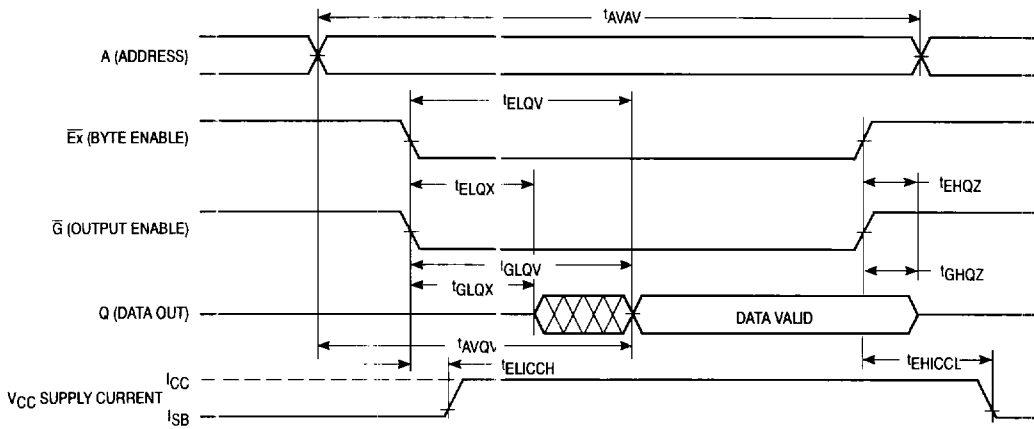 tAVAV
A (ADDRESS)
tELQV
Ex (BYTE ENABLE)
tELQX
tEHQZ
G (OUTPUT ENABLE)
tGLQV
tGLQX
tGHQZ
Q (DATA OUT)
DATA VALID
tAVQV
tELICCH
tEHICCL
ICC
VCC SUPPLY CURRENT
ISB